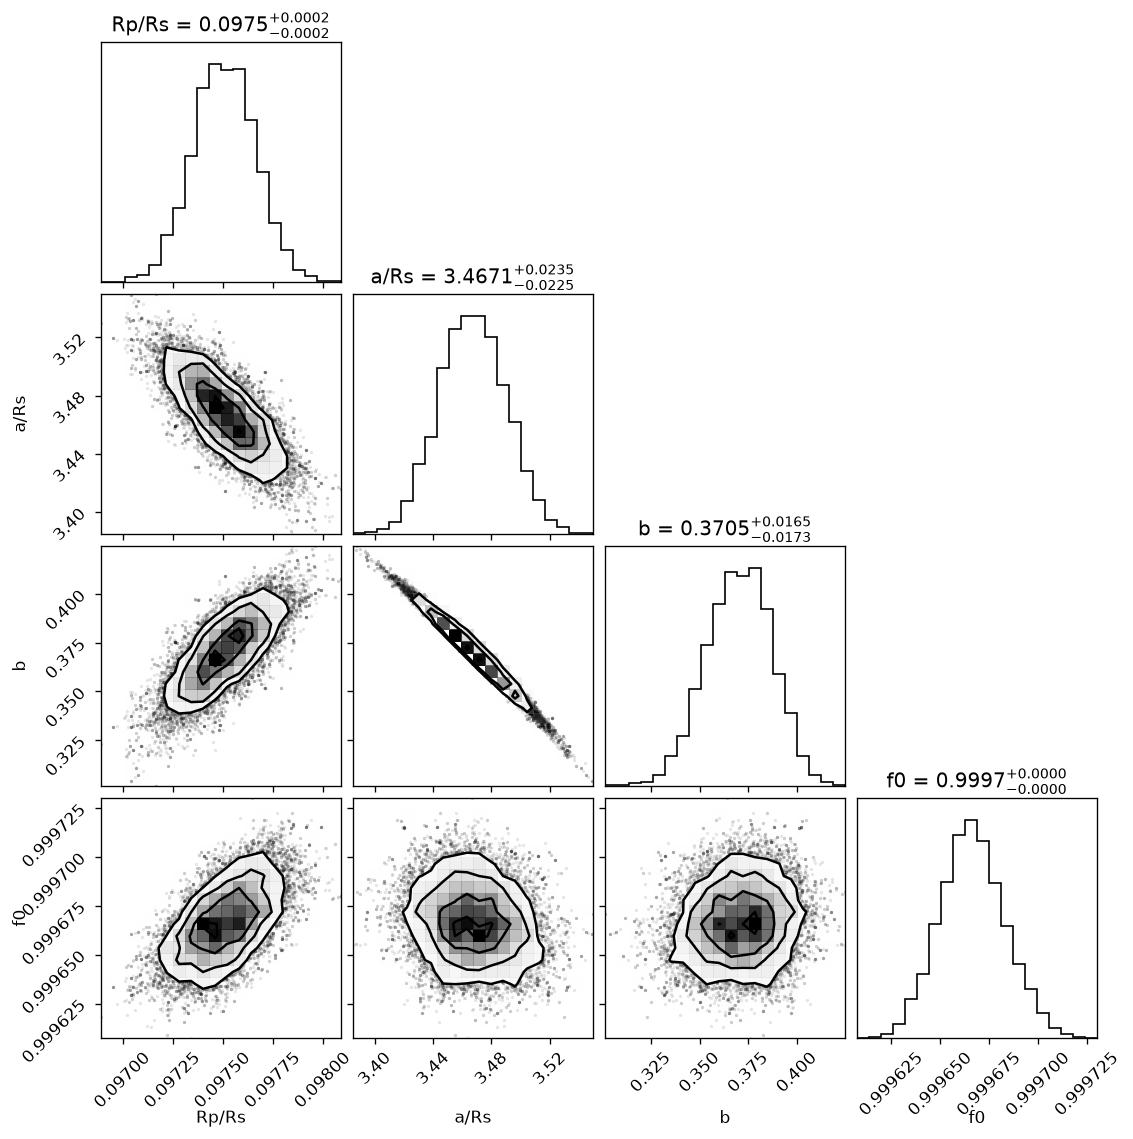 Rp/Rs = 0.0975+0.0002 −0.0002
a/Rs = 3.4671+0.0235 −0.0225
3.52
3.48
3.44
3.40
a/Rs
b = 0.3705+0.0165 −0.0173
0.400
0.375
0.350
0.325
b
f0 = 0.9997+0.0000 −0.0000
0.999725
0.999700
0.999675
0.999650
0.999625
f0
0.09700 0.09725 0.09750 0.09775 0.09800
3.40 3.44 3.48 3.52
0.325 0.350 0.375 0.400
0.999625 0.999650 0.999675 0.999700 0.999725
Rp/Rs a/Rs b f0